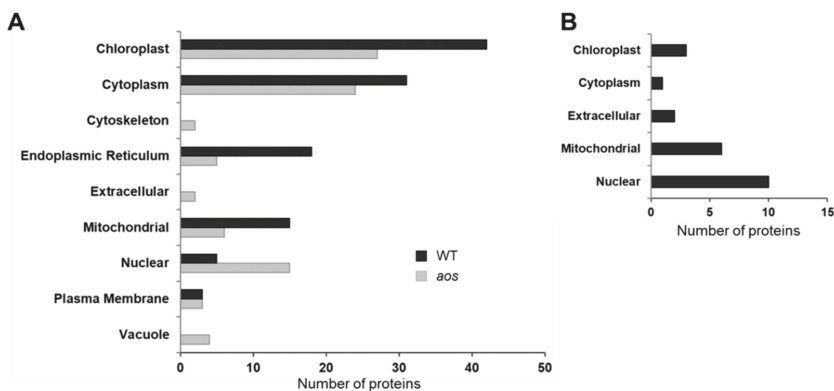 A
Chloroplast
Cytoplasm
Cytoskeleton
Endoplasmic Reticulum
Extracellular
Mitochondrial
Nuclear
Plasma Membrane
Vacuole
WT
aos
0 10 20 30 40 50
Number of proteins
B
Chloroplast
Cytoplasm
Extracellular
Mitochondrial
Nuclear
0 5 10 15
Number of proteins